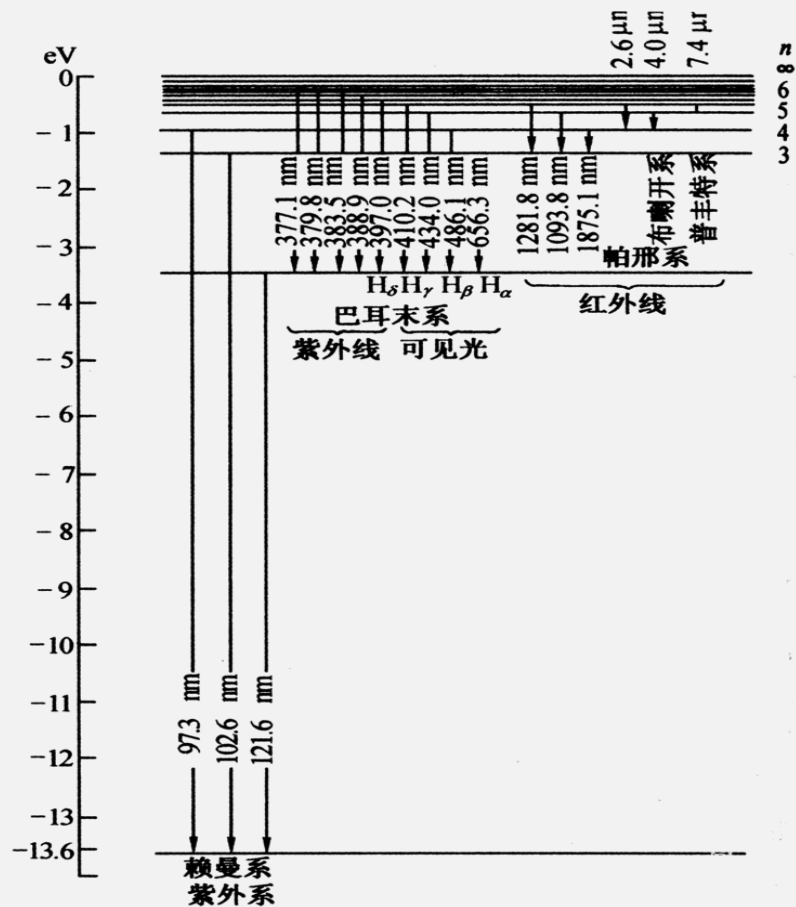 2.6 μn
4.0 μn
7.4 μr
eV
n
∞
0
6
5
－1
4
3
377.1 nm
379.8 nm
383.5 nm
388.9 nm
397.0 nm
410.2 nm
434.0 nm
486.1 nm
656.3 nm
1281.8 nm
1093.8 nm
1875.1 nm
布喇开系
普丰特系
－2
－3
帕邢系
Hδ Hγ Hβ Hα
－4
巴耳末系
红外线
紫外线
可见光
－5
－6
－7
－8
－9
－10
－11
97.3 nm
102.6 nm
121.6 nm
－12
－13
－13.6
赖曼系
紫外系